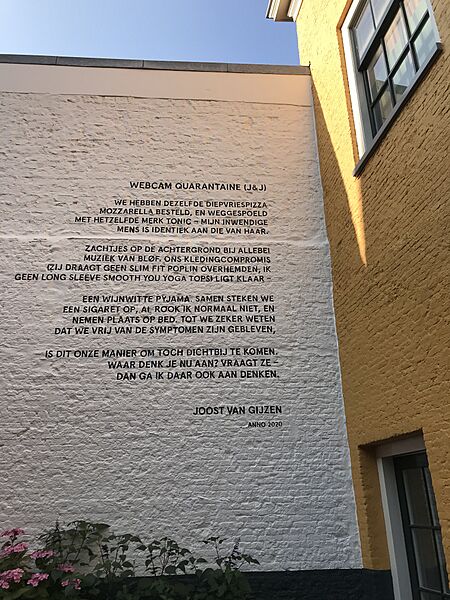 WEBCAM QUARANTAINE (J&J)
WE HEBBEN DEZELFDE DIEPVRIESPIZZA
MOZZARELLA BESTELD, EN WEGGESPOELD
MET HETZELFDE MERK TONIC – MIJN INWENDIGE
MENS IS IDENTIEK AAN DIE VAN HAAR.
ZACHTJES OP DE ACHTERGROND BIJ ALLEBEI
MUZIEK VAN BLØF. ONS KLEDINGCOMPROMIS
(ZIJ DRAAGT GEEN SLIM FIT POPLIN OVERHEMDEN, IK
GEEN LONG SLEEVE SMOOTH YOU YOGA TOPS) LIGT KLAAR –
EEN WIJNWITTE PYJAMA. SAMEN STEKEN WE
EEN SIGARET OP, AL ROOK IK NORMAAL NIET, EN
NEMEN PLAATS OP BED. TOT WE ZEKER WETEN
DAT WE VRIJ VAN DE SYMPTOMEN ZIJN GEBLEVEN,
IS DIT ONZE MANIER OM TOCH DICHTBIJ TE KOMEN.
WAAR DENK JE NU AAN? VRAAGT ZE –
DAN GA IK DAAR OOK AAN DENKEN.
JOOST VAN GIJZEN
ANNO 2020